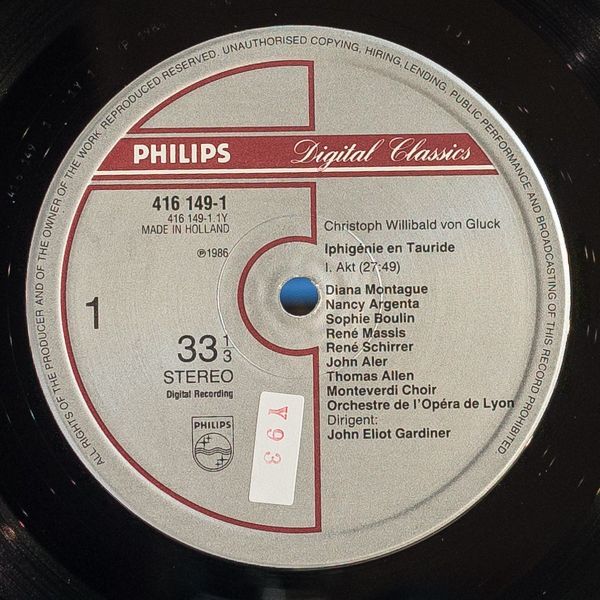 ALL RIGHTS OF THE PRODUCER AND OF THE OWNER OF THE WORK REPRODUCED RESERVED. UNAUTHORISED COPYING, HIRING, LENDING, PUBLIC PERFORMANCE AND BROADCASTING OF THIS RECORD PROHIBITED.
PHILIPS Digital Classics
416 149-1
416 149-1.1Y
MADE IN HOLLAND
℗1986
1
33 1/3
STEREO
Digital Recording
PHILIPS
Y93
Christoph Willibald von Gluck
Iphigénie en Tauride
I. Akt (27:49)
Diana Montague
Nancy Argenta
Sophie Boulin
René Massis
René Schirrer
John Aler
Thomas Allen
Monteverdi Choir
Orchestre de l'Opéra de Lyon
Dirigent:
John Eliot Gardiner